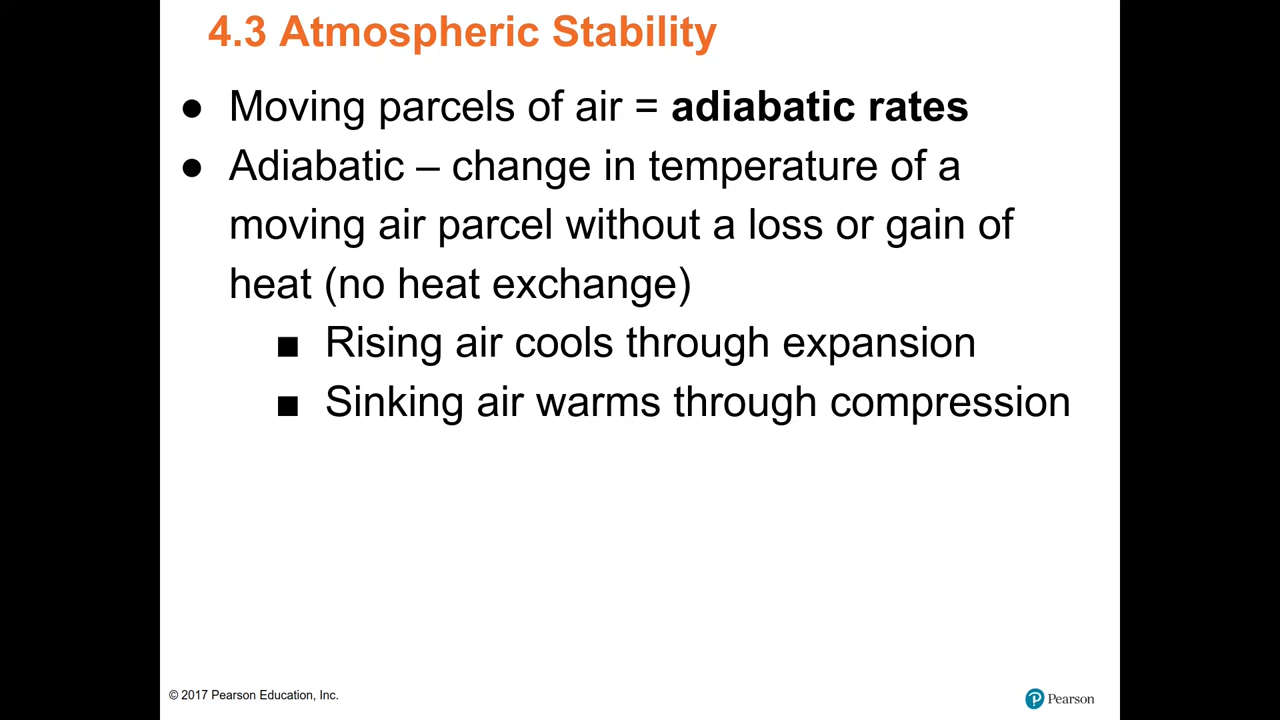 4.3 Atmospheric Stability
● Moving parcels of air = adiabatic rates
● Adiabatic – change in temperature of a
moving air parcel without a loss or gain of
heat (no heat exchange)
■ Rising air cools through expansion
■ Sinking air warms through compression
© 2017 Pearson Education, Inc.
P Pearson